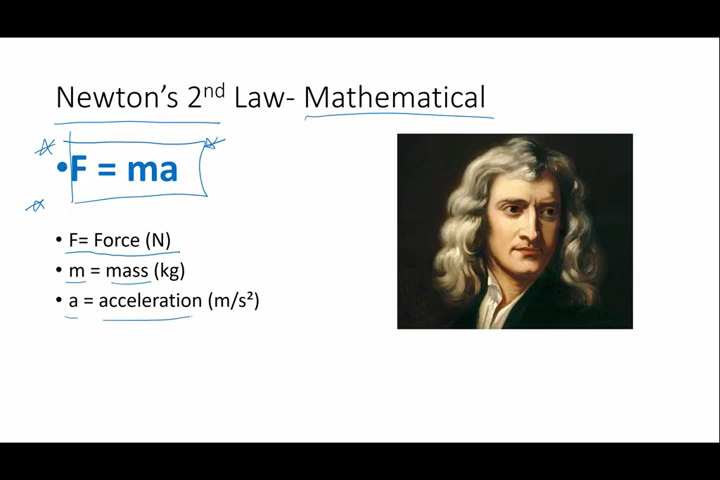 Newton’s 2nd Law- Mathematical
•F = ma
• F= Force (N)
• m = mass (kg)
• a = acceleration (m/s²)